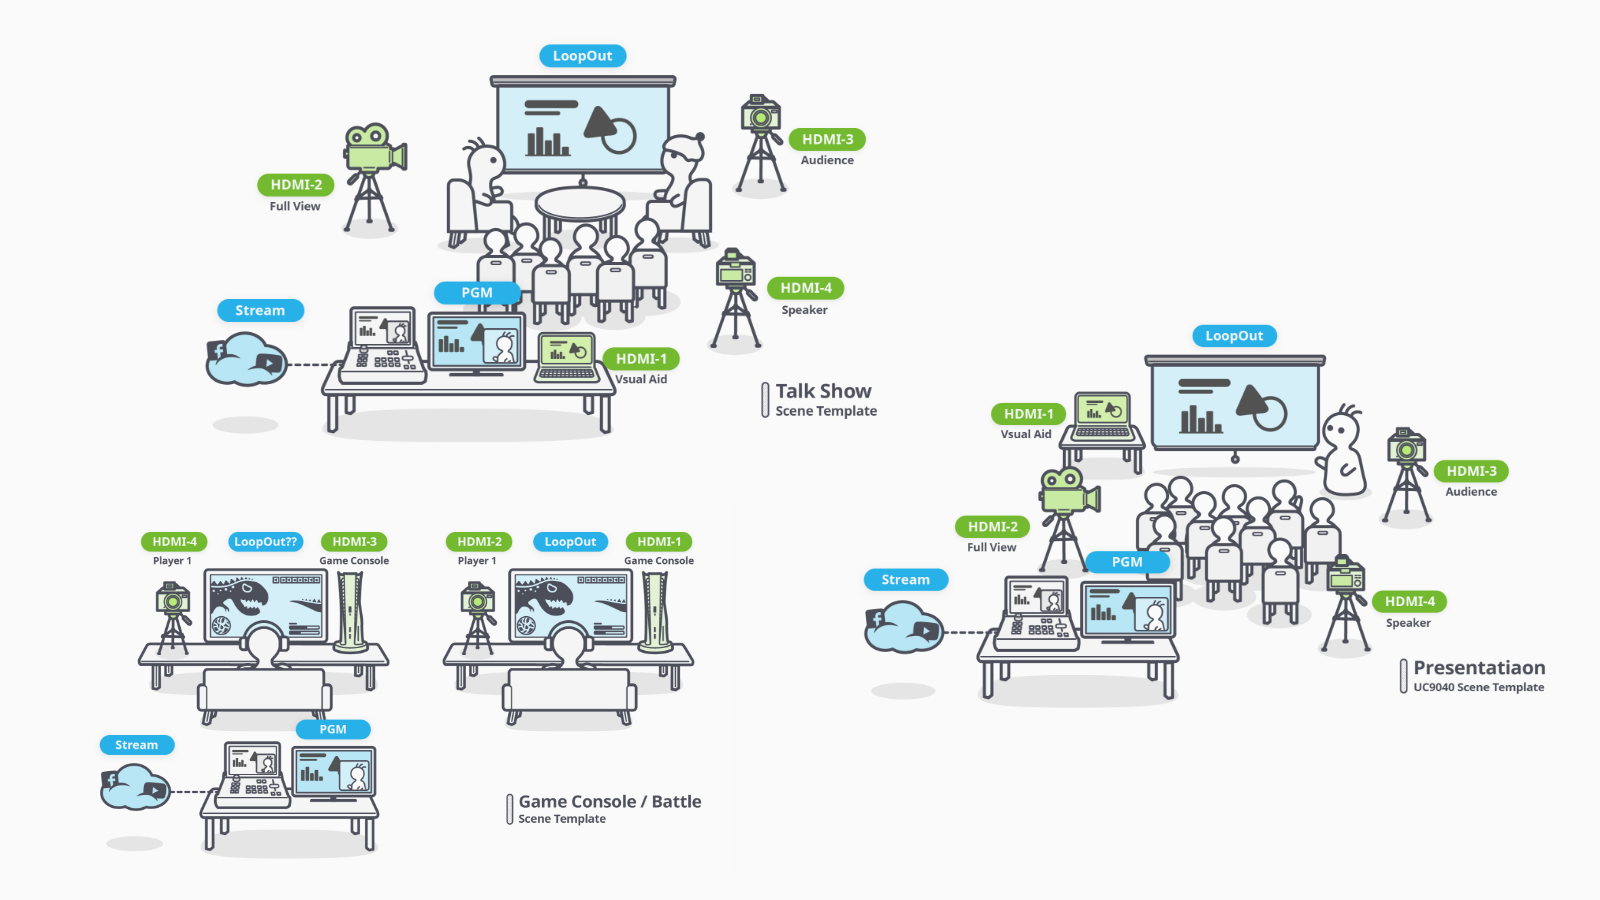 LoopOut
HDMI-3
Audience
HDMI-2
Full View
HDMI-4
Speaker
PGM
Stream
HDMI-1
Vsual Aid
Talk Show
Scene Template
LoopOut
HDMI-1
Vsual Aid
HDMI-3
Audience
HDMI-2
Full View
PGM
Stream
HDMI-4
Speaker
Presentatiaon
UC9040 Scene Template
HDMI-4
Player 1
LoopOut??
HDMI-3
Game Console
HDMI-2
Player 1
LoopOut
HDMI-1
Game Console
PGM
Stream
Game Console / Battle
Scene Template